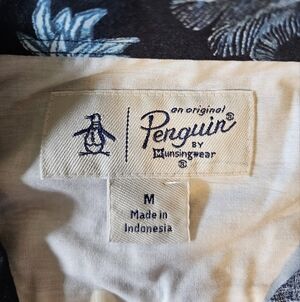 an original
Penguin®
BY
Munsingwear
®
M
Made in
Indonesia